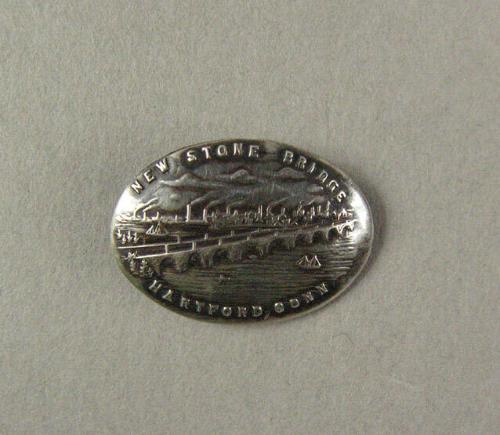 NEW STONE BRIDGE
HARTFORD, CONN